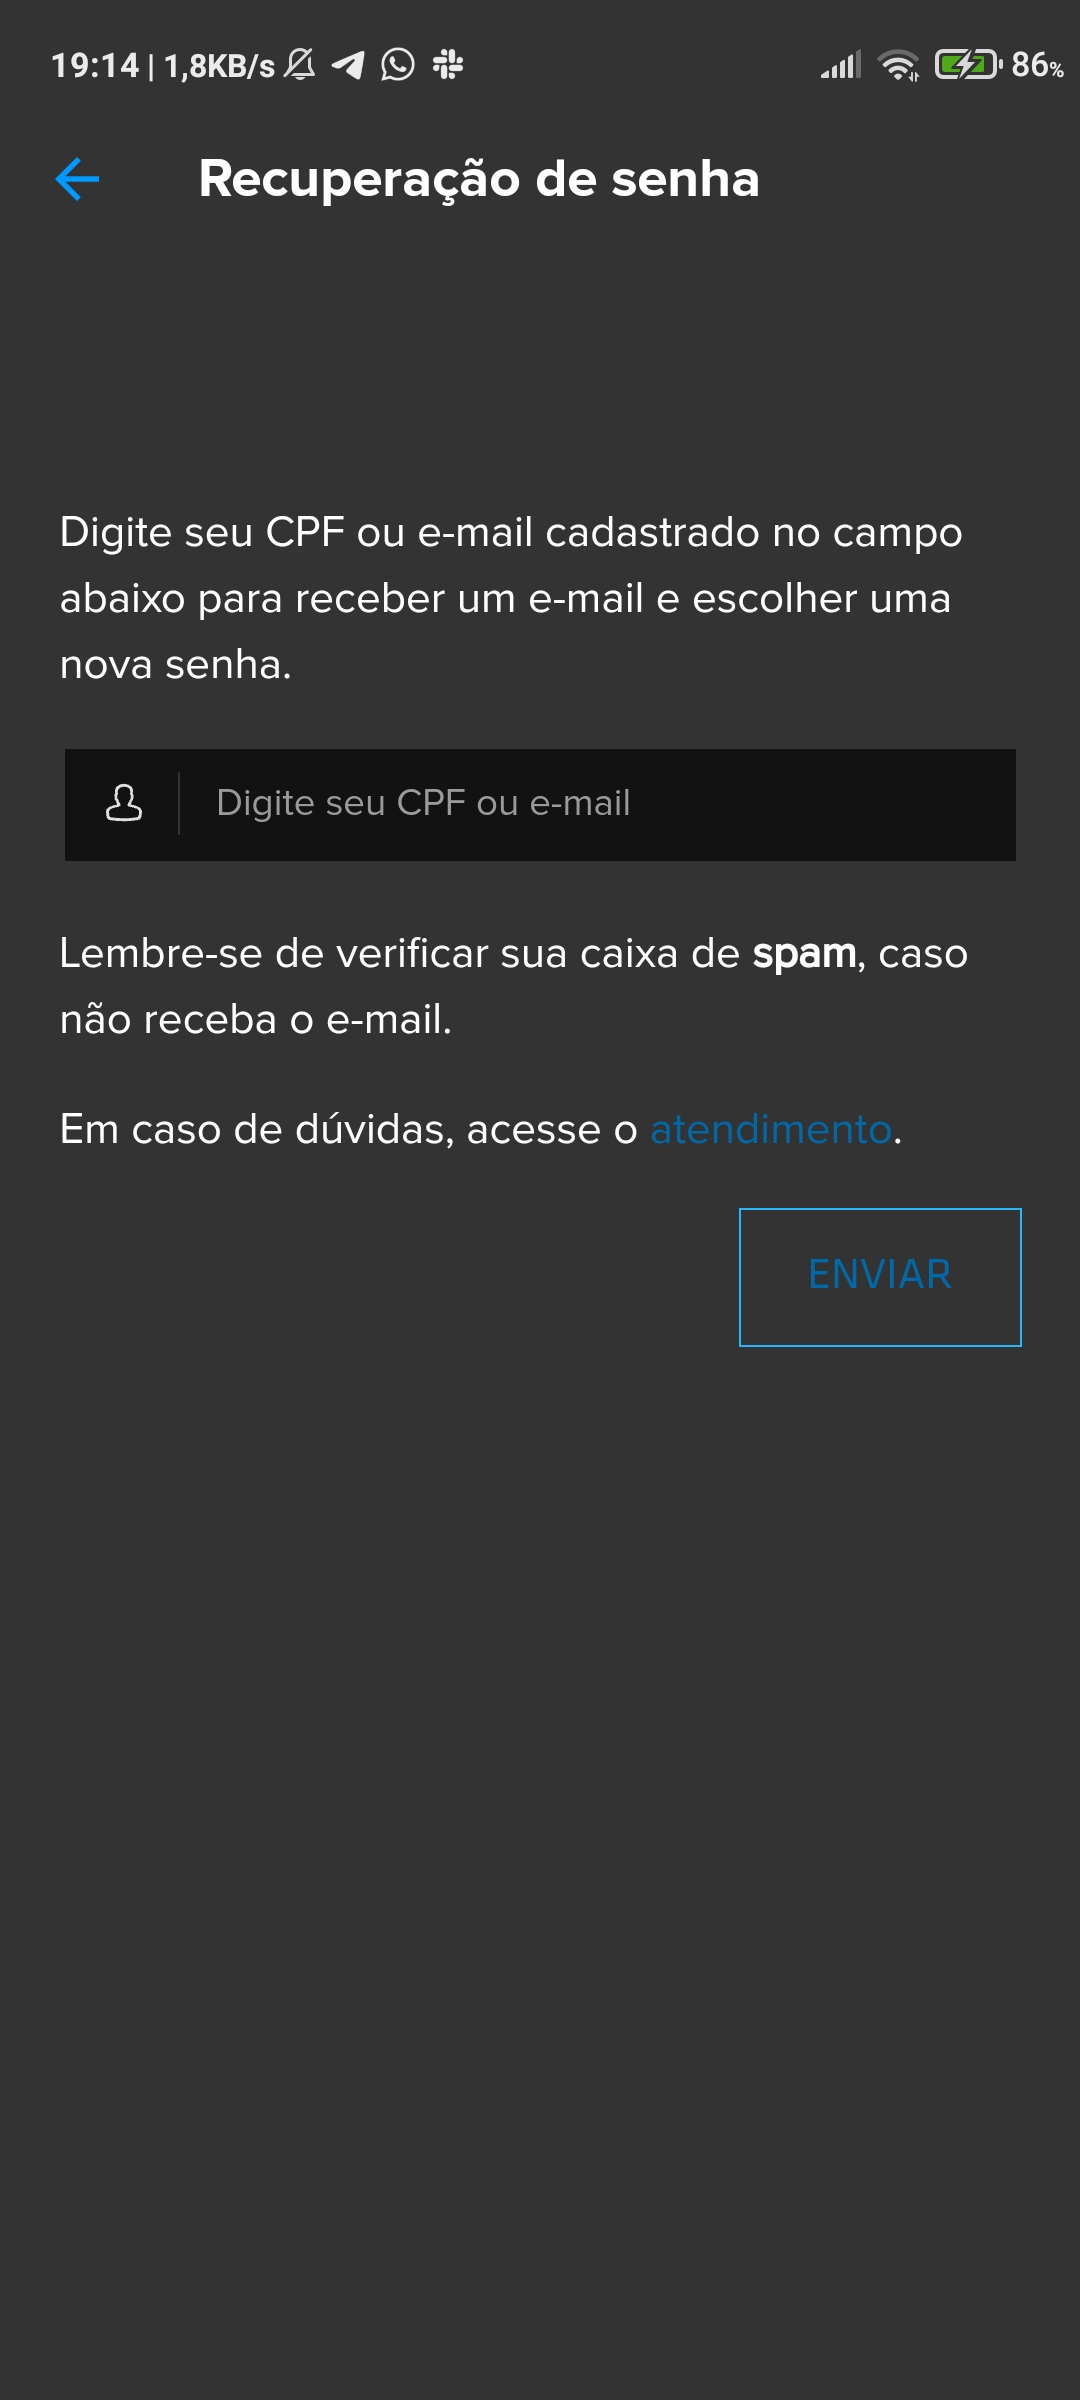 19:14 | 1,8KB/s 86%
Recuperação de senha
Digite seu CPF ou e-mail cadastrado no campo
abaixo para receber um e-mail e escolher uma
nova senha.
Digite seu CPF ou e-mail
Lembre-se de verificar sua caixa de spam, caso
não receba o e-mail.
Em caso de dúvidas, acesse o atendimento.
ENVIAR